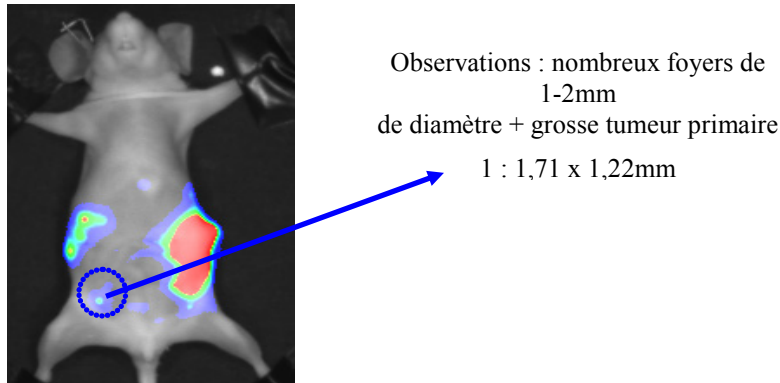 Observations : nombreux foyers de
1-2mm
de diamètre + grosse tumeur primaire
1 : 1,71 x 1,22mm